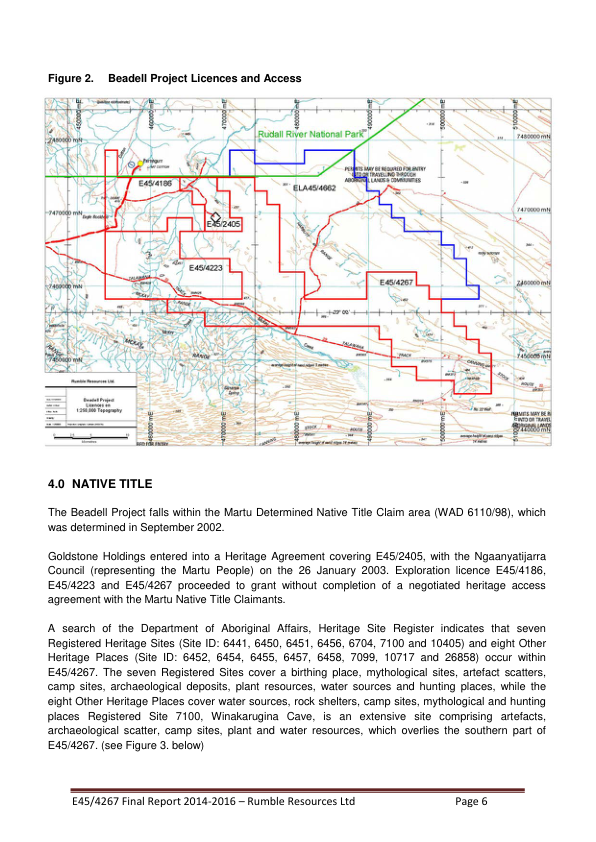 Figure 2. Beadell Project Licences and Access
Rudall River National Park
7480000 mN
7480000 mN
PERMITS MAY BE REQUIRED FOR ENTRY
INTO OR TRAVELLING THROUGH
ABORIGINAL LANDS & COMMUNITIES
E45/4186
ELA45/4662
7470000 mN
7470000 mN
E45/2405
E45/4223
E45/4267
7460000 mN
7460000 mN
TALAWANA
TRACK
RANGE
Rumble Resources Ltd
Beadell Project
Licences on
1:250,000 Topography
4.0 NATIVE TITLE
The Beadell Project falls within the Martu Determined Native Title Claim area (WAD 6110/98), which
was determined in September 2002.
Goldstone Holdings entered into a Heritage Agreement covering E45/2405, with the Ngaanyatijarra
Council (representing the Martu People) on the 26 January 2003. Exploration licence E45/4186,
E45/4223 and E45/4267 proceeded to grant without completion of a negotiated heritage access
agreement with the Martu Native Title Claimants.
A search of the Department of Aboriginal Affairs, Heritage Site Register indicates that seven
Registered Heritage Sites (Site ID: 6441, 6450, 6451, 6456, 6704, 7100 and 10405) and eight Other
Heritage Places (Site ID: 6452, 6454, 6455, 6457, 6458, 7099, 10717 and 26858) occur within
E45/4267. The seven Registered Sites cover a birthing place, mythological sites, artefact scatters,
camp sites, archaeological deposits, plant resources, water sources and hunting places, while the
eight Other Heritage Places cover water sources, rock shelters, camp sites, mythological and hunting
places Registered Site 7100, Winakarugina Cave, is an extensive site comprising artefacts,
archaeological scatter, camp sites, plant and water resources, which overlies the southern part of
E45/4267. (see Figure 3. below)
E45/4267 Final Report 2014-2016 – Rumble Resources Ltd Page 6